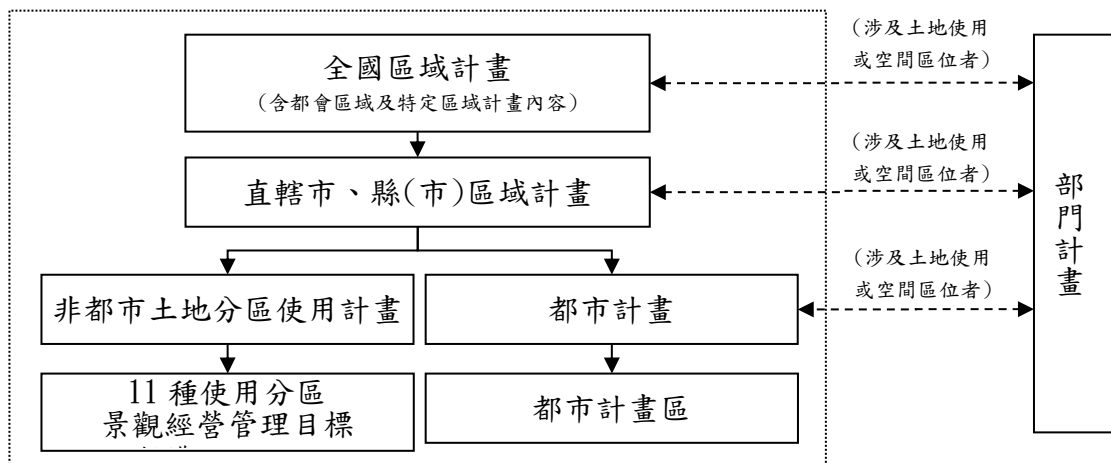 全國區域計畫
(含都會區域及特定區域計畫內容)
直轄市、縣(市)區域計畫
非都市土地分區使用計畫
都市計畫
11 種使用分區
景觀經營管理目標
都市計畫區
(涉及土地使用
或空間區位者)
(涉及土地使用
或空間區位者)
(涉及土地使用
或空間區位者)
部門計畫